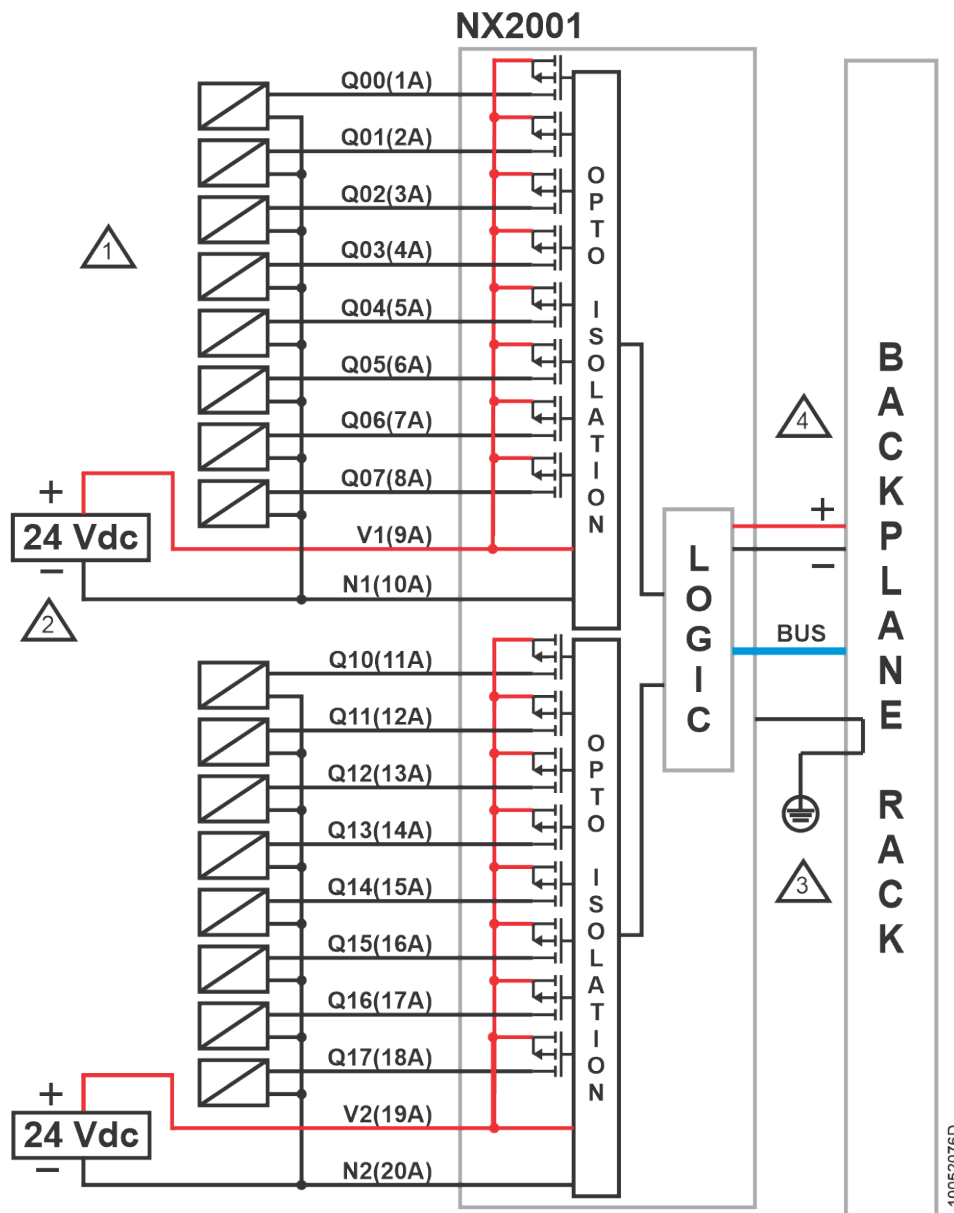 NX2001
Q00(1A)
Q01(2A)
Q02(3A)
Q03(4A)
Q04(5A)
Q05(6A)
Q06(7A)
Q07(8A)
V1(9A)
N1(10A)
1
+
24 Vdc
−
2
OPTO ISOLATION
Q10(11A)
Q11(12A)
Q12(13A)
Q13(14A)
Q14(15A)
Q15(16A)
Q16(17A)
Q17(18A)
V2(19A)
N2(20A)
+
24 Vdc
−
OPTO ISOLATION
LOGIC
4
+
−
BUS
3
BACKPLANE RACK
10052076D